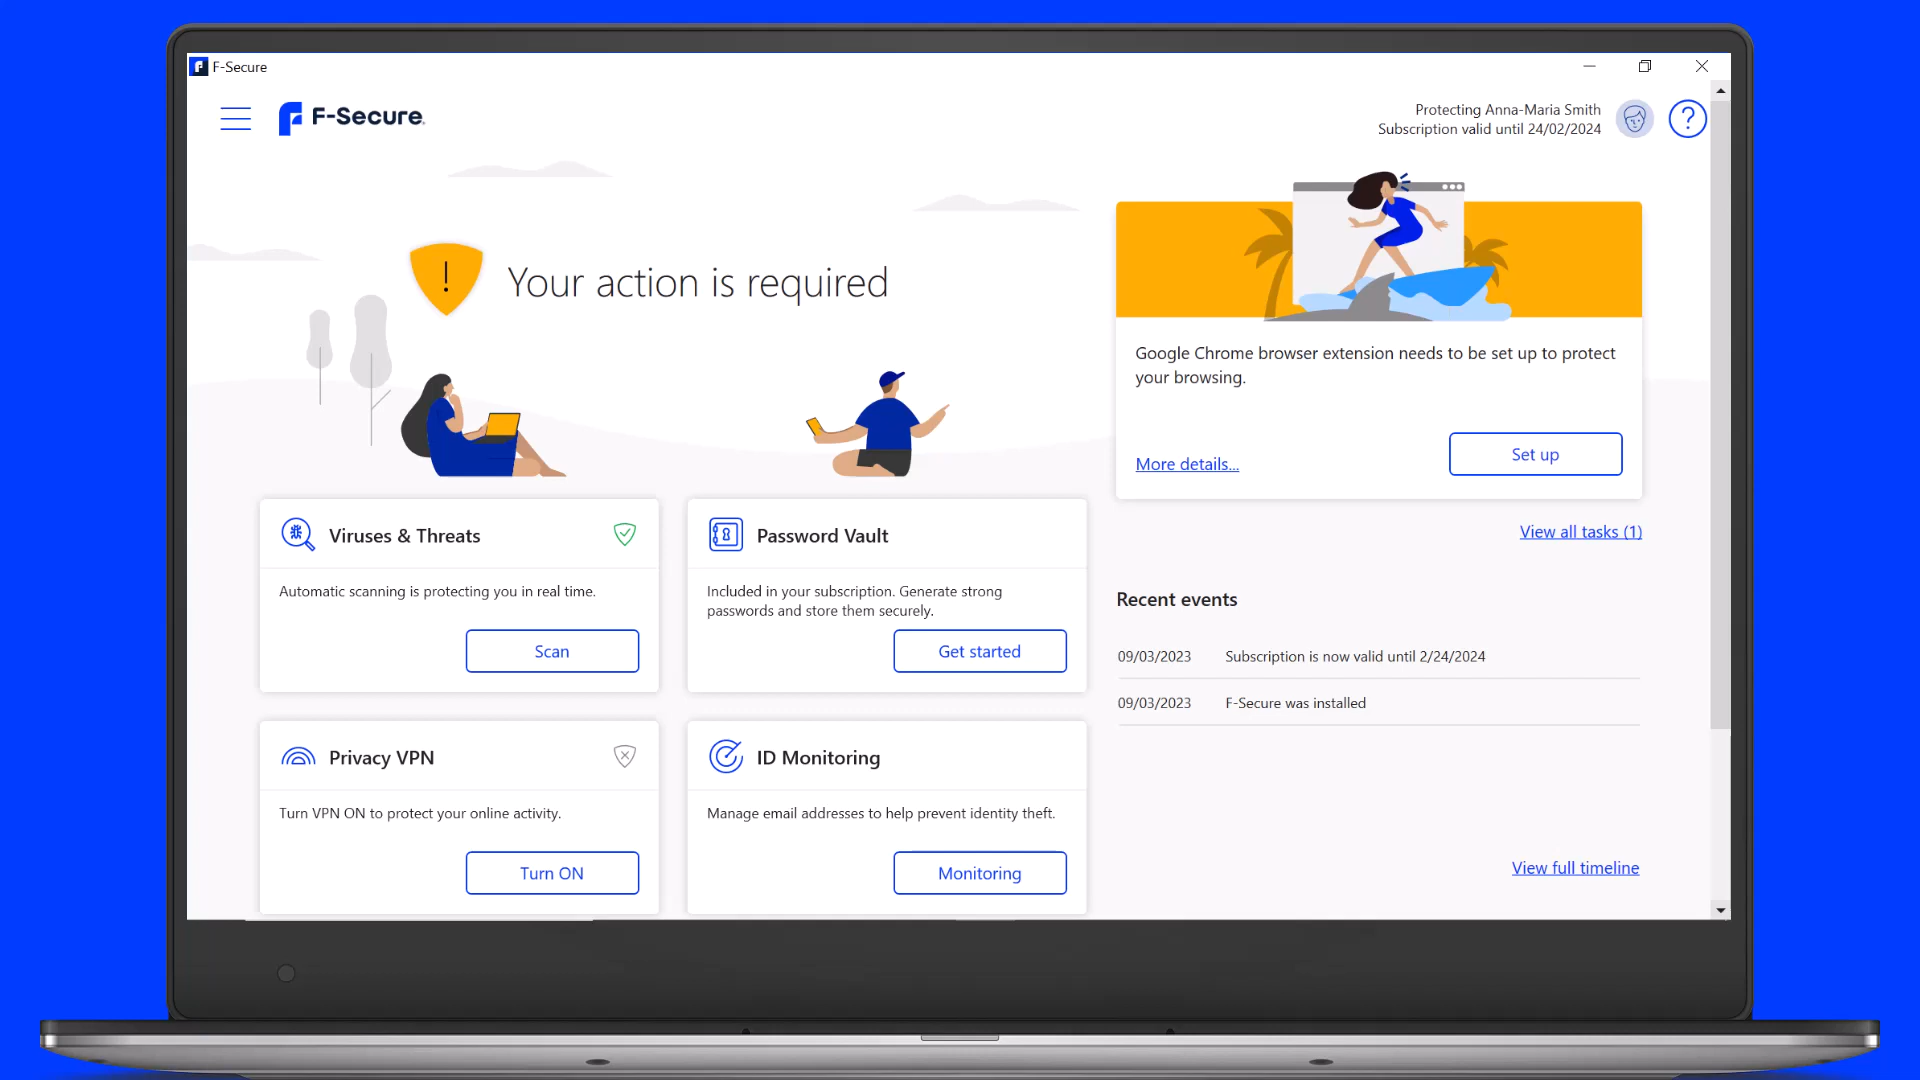 F-Secure
F-Secure.
Protecting Anna-Maria Smith
Subscription valid until 24/02/2024
?
!
Your action is required
Google Chrome browser extension needs to be set up to protect
your browsing.
More details...
Set up
View all tasks (1)
Viruses & Threats
Automatic scanning is protecting you in real time.
Scan
Password Vault
Included in your subscription. Generate strong
passwords and store them securely.
Get started
Privacy VPN
Turn VPN ON to protect your online activity.
Turn ON
ID Monitoring
Manage email addresses to help prevent identity theft.
Monitoring
Recent events
09/03/2023 Subscription is now valid until 2/24/2024
09/03/2023 F-Secure was installed
View full timeline